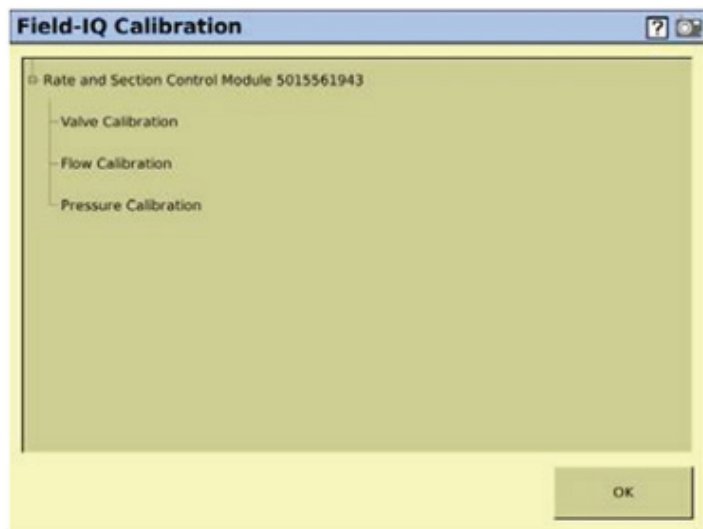 Field-IQ Calibration
?
Rate and Section Control Module 5015561943
Valve Calibration
Flow Calibration
Pressure Calibration
OK